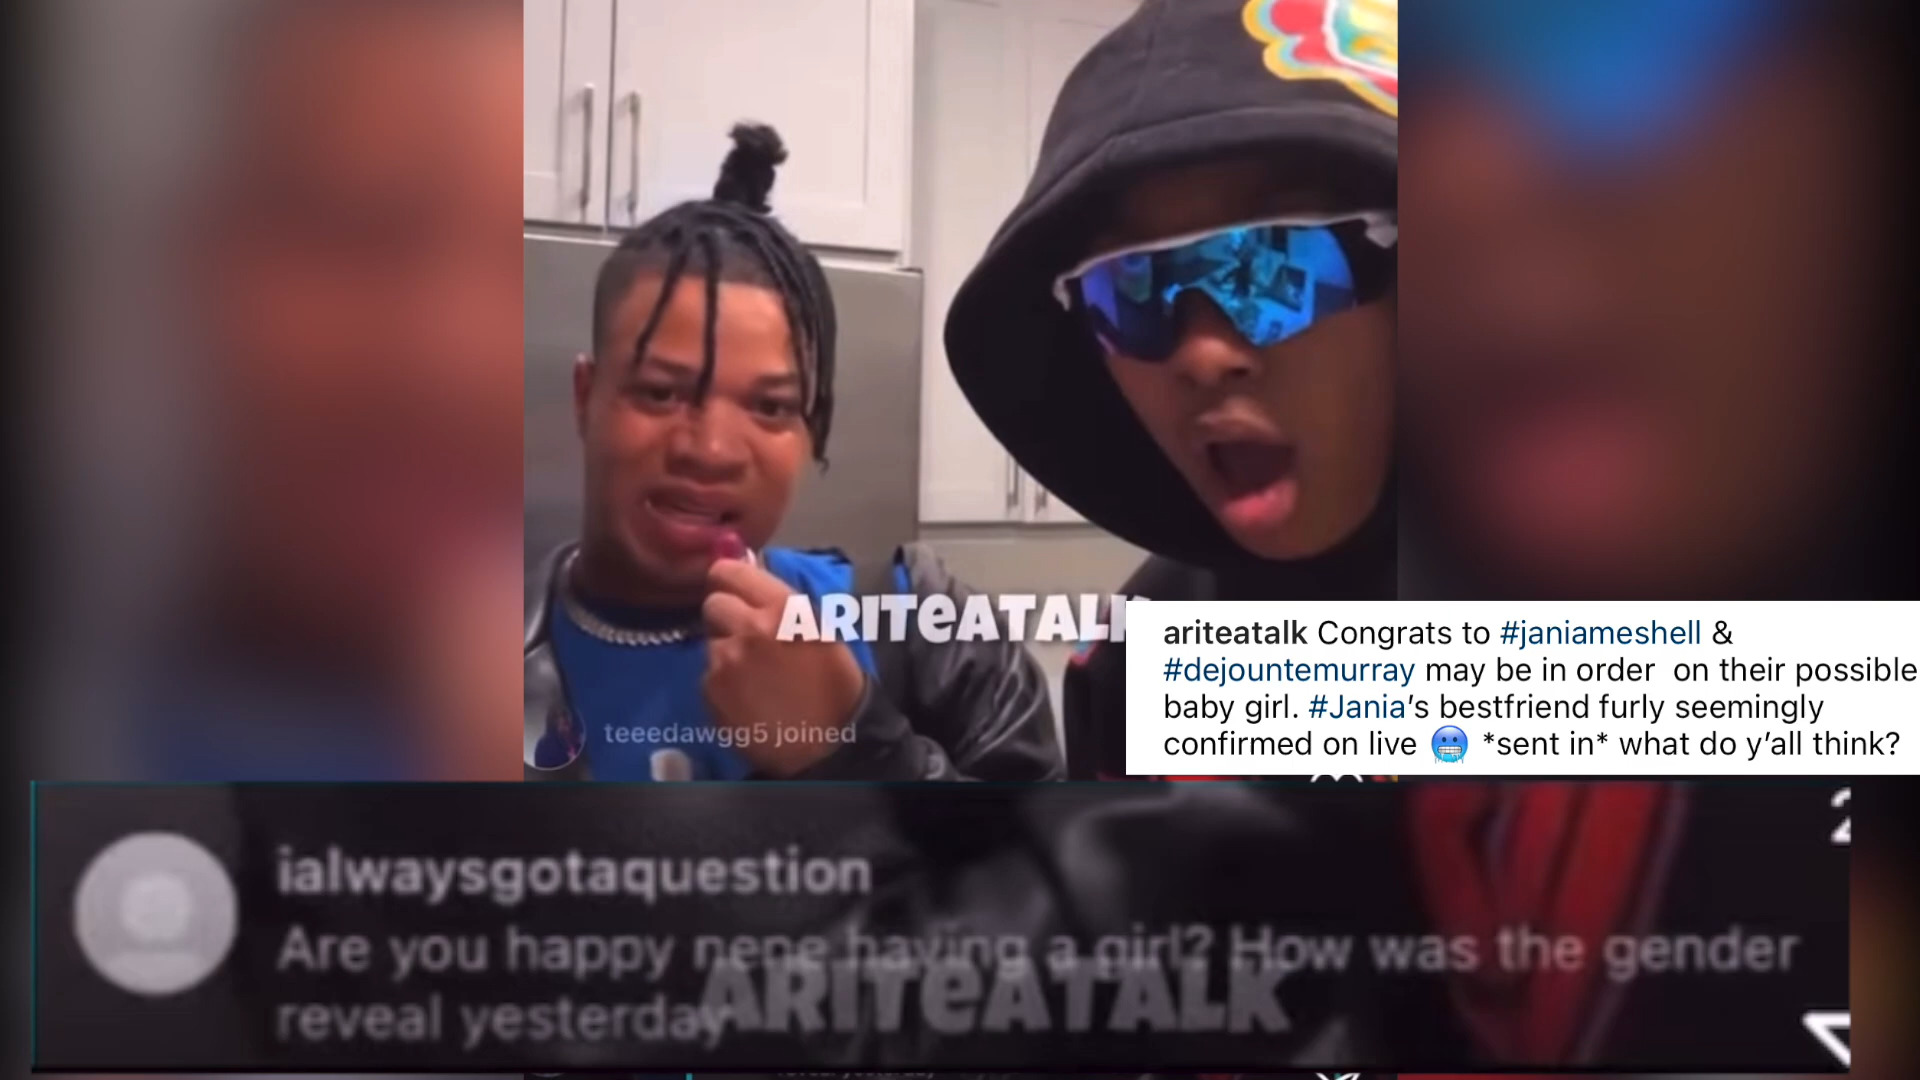 ARITEATALK
teeedawgg5 joined
ariteatalk Congrats to #janiameshell &
#dejountemurray may be in order on their possible
baby girl. #Jania’s bestfriend furly seemingly
confirmed on live 🥶 *sent in* what do y’all think?
ialwaysgotaquestion
Are you happy nene having a girl? How was the gender
reveal yesterday
ARITEATALK